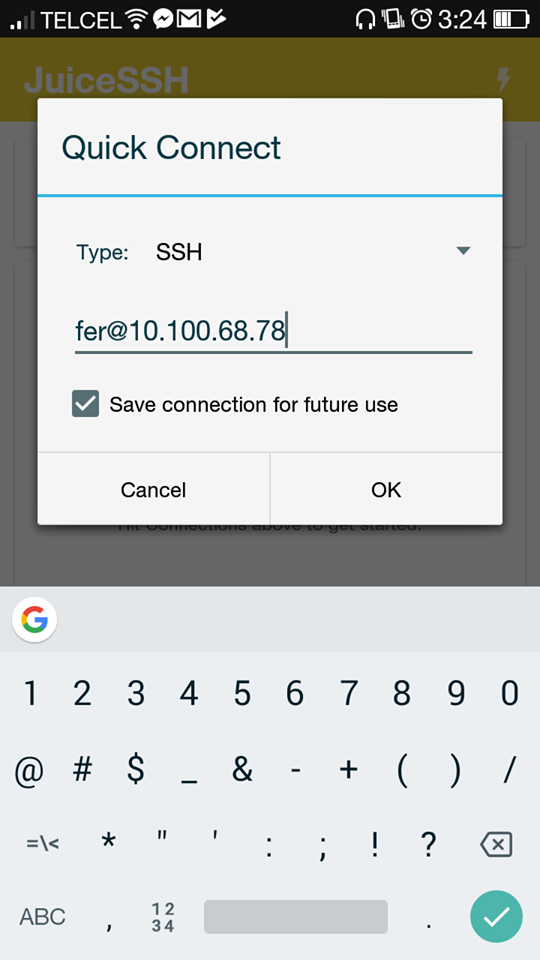 TELCEL 3:24
JuiceSSH
Quick Connect
Type: SSH
fer@10.100.68.78
Save connection for future use
Cancel OK
Hit Connections above to get started.
G
1 2 3 4 5 6 7 8 9 0
@ # $ _ & - + ( ) /
=\< * " ' : ; ! ?
ABC , 12 .
34